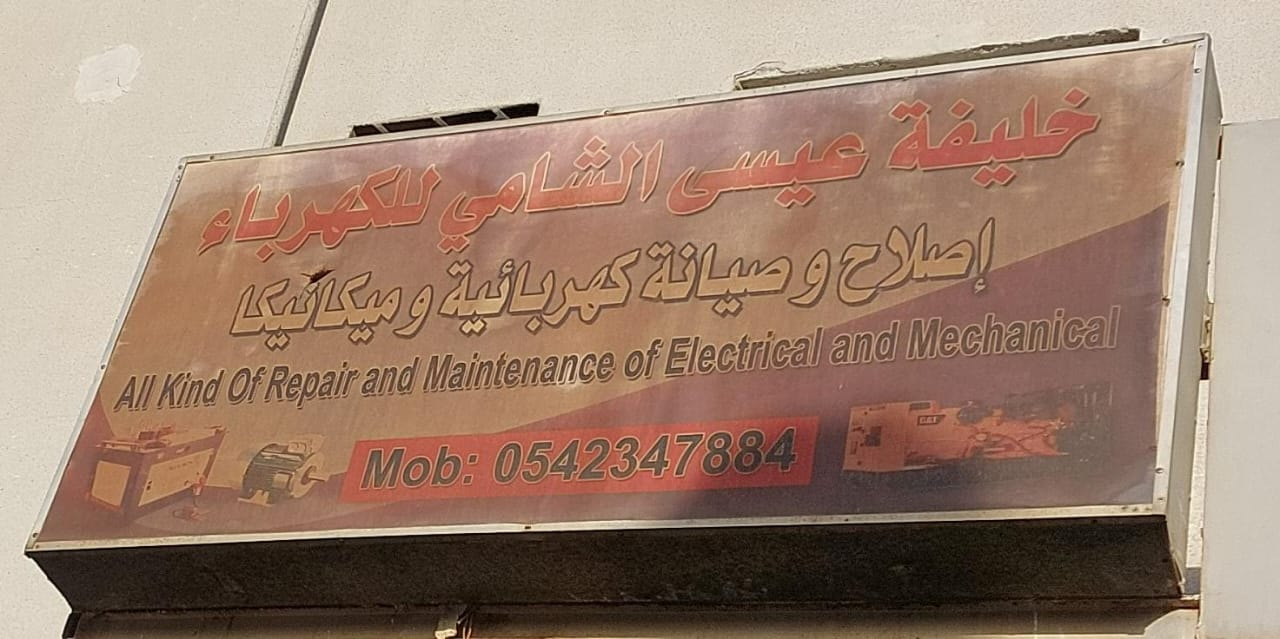 خليفة عيسى الشامي للكهرباء
إصلاح و صيانة كهربائية و ميكانيكا
All Kind Of Repair and Maintenance of Electrical and Mechanical
Mob: 0542347884
CAT